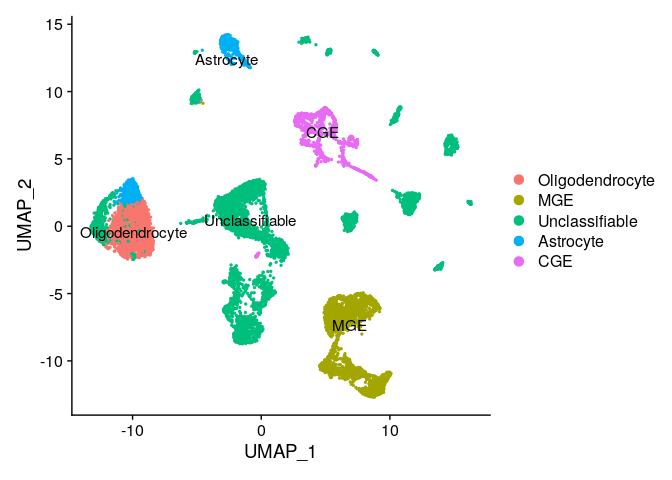 15
10
5
0
-5
-10
UMAP_2
-10
0
10
UMAP_1
Astrocyte
CGE
Unclassifiable
Oligodendrocyte
MGE
Oligodendrocyte
MGE
Unclassifiable
Astrocyte
CGE